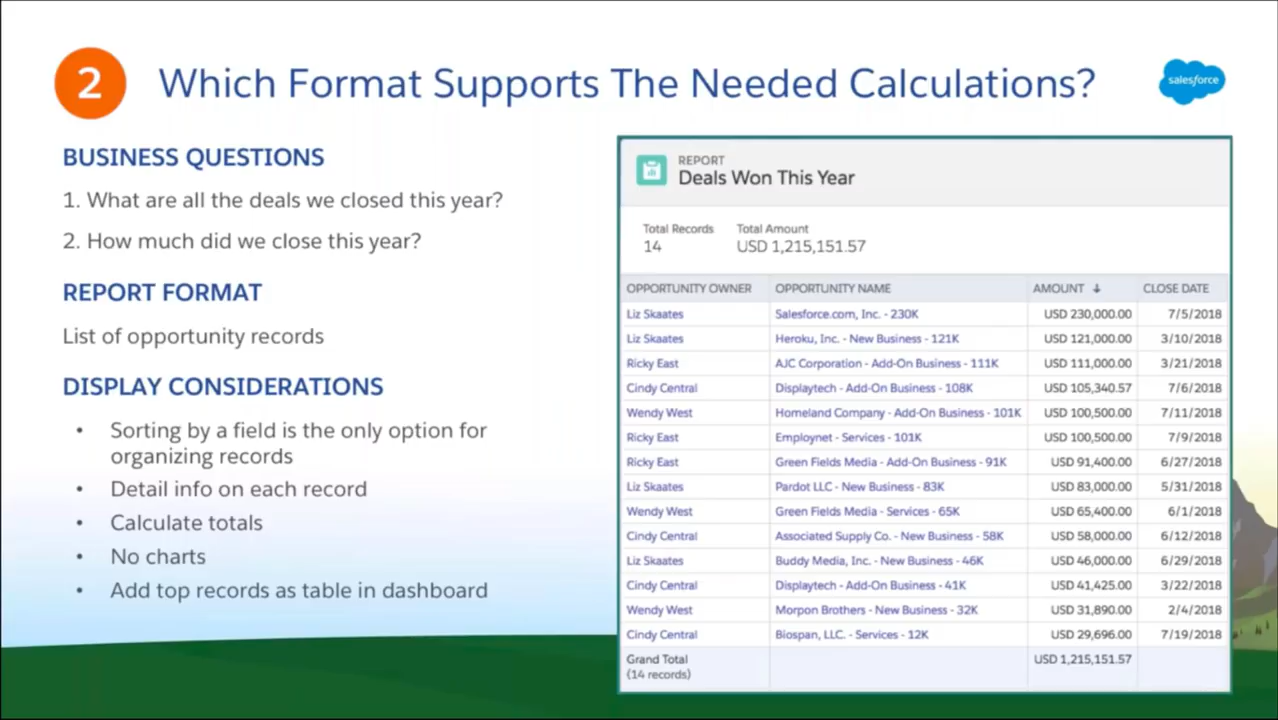 2
Which Format Supports The Needed Calculations?
salesforce
BUSINESS QUESTIONS
1. What are all the deals we closed this year?
2. How much did we close this year?
REPORT FORMAT
List of opportunity records
DISPLAY CONSIDERATIONS
• Sorting by a field is the only option for
organizing records
• Detail info on each record
• Calculate totals
• No charts
• Add top records as table in dashboard
REPORT
Deals Won This Year
Total Records Total Amount
14 USD 1,215,151.57
OPPORTUNITY OWNER OPPORTUNITY NAME AMOUNT ↓ CLOSE DATE
Liz Skaates Salesforce.com, Inc. - 230K USD 230,000.00 7/5/2018
Liz Skaates Heroku, Inc. - New Business - 121K USD 121,000.00 3/10/2018
Ricky East AJC Corporation - Add-On Business - 111K USD 111,000.00 3/21/2018
Cindy Central Displaytech - Add-On Business - 108K USD 105,340.57 7/6/2018
Wendy West Homeland Company - Add-On Business - 101K USD 100,500.00 7/11/2018
Ricky East Employnet - Services - 101K USD 100,500.00 7/9/2018
Ricky East Green Fields Media - Add-On Business - 91K USD 91,400.00 6/27/2018
Liz Skaates Pardot LLC - New Business - 83K USD 83,000.00 5/31/2018
Wendy West Green Fields Media - Services - 65K USD 65,400.00 6/1/2018
Cindy Central Associated Supply Co. - New Business - 58K USD 58,000.00 6/12/2018
Liz Skaates Buddy Media, Inc. - New Business - 46K USD 46,000.00 6/29/2018
Cindy Central Displaytech - Add-On Business - 41K USD 41,425.00 3/22/2018
Wendy West Morpon Brothers - New Business - 32K USD 31,890.00 2/4/2018
Cindy Central Biospan, LLC. - Services - 12K USD 29,696.00 7/19/2018
Grand Total USD 1,215,151.57
(14 records)